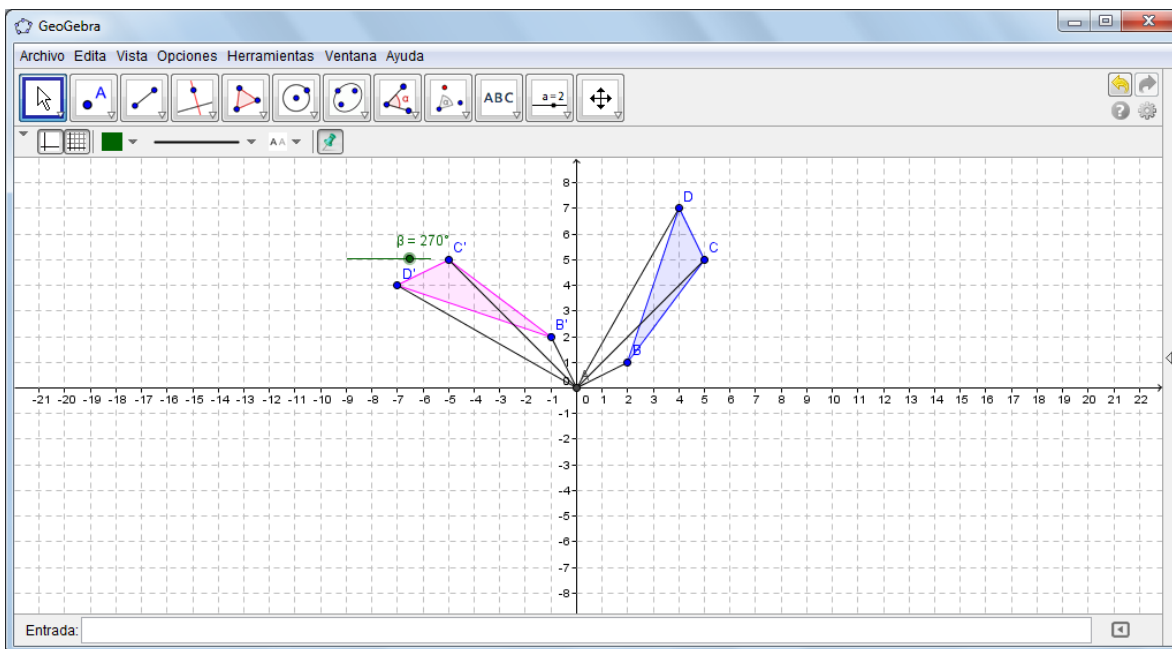 GeoGebra
Archivo Edita Vista Opciones Herramientas Ventana Ayuda
A α α ABC a=2
AA
8
7 D
6
β = 270° C' 5 C
D' 4
3
B' 2
1 B
0 A
-21 -20 -19 -18 -17 -16 -15 -14 -13 -12 -11 -10 -9 -8 -7 -6 -5 -4 -3 -2 -1 0 1 2 3 4 5 6 7 8 9 10 11 12 13 14 15 16 17 18 19 20 21 22
-1
-2
-3
-4
-5
-6
-7
-8
Entrada: